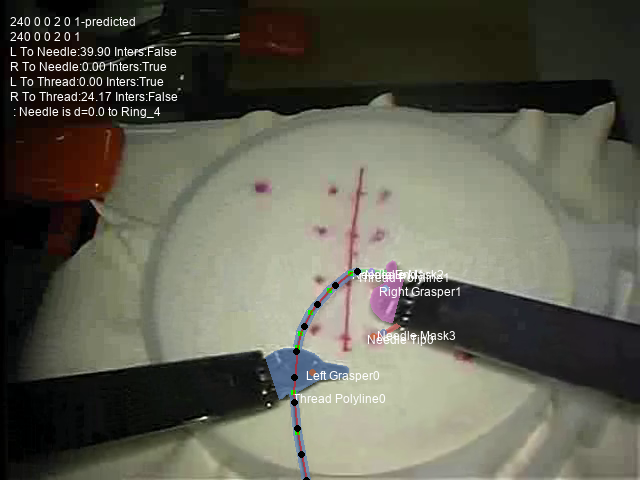 240 0 0 2 0 1-predicted
240 0 0 2 0 1
L To Needle:39.90 Inters:False
R To Needle:0.00 Inters:True
L To Thread:0.00 Inters:True
R To Thread:24.17 Inters:False
: Needle is d=0.0 to Ring_4
Thread Polyline1
Right Grasper1
Needle Mask3
Needle Tip0
Left Grasper0
Thread Polyline0